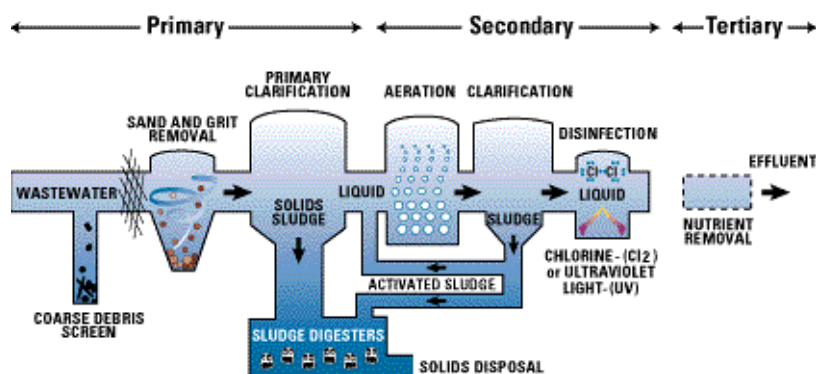 Primary
Secondary
Tertiary
PRIMARY
CLARIFICATION
AERATION
CLARIFICATION
SAND AND GRIT
REMOVAL
DISINFECTION
EFFLUENT
WASTEWATER
LIQUID
SOLIDS
SLUDGE
SLUDGE
Cl-Cl
LIQUID
NUTRIENT
REMOVAL
CHLORINE-(Cl2)
or ULTRAVIOLET
LIGHT-(UV)
ACTIVATED SLUDGE
COARSE DEBRIS
SCREEN
SLUDGE DIGESTERS
SOLIDS DISPOSAL